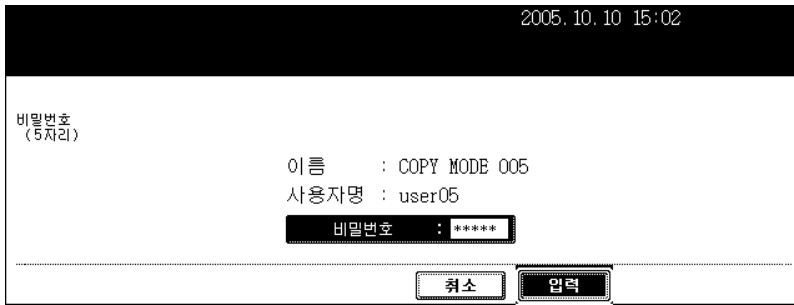 2005.10.10 15:02
비밀번호
(5자리)
이름 : COPY MODE 005
사용자명 : user05
비밀번호 : *****
취소 입력